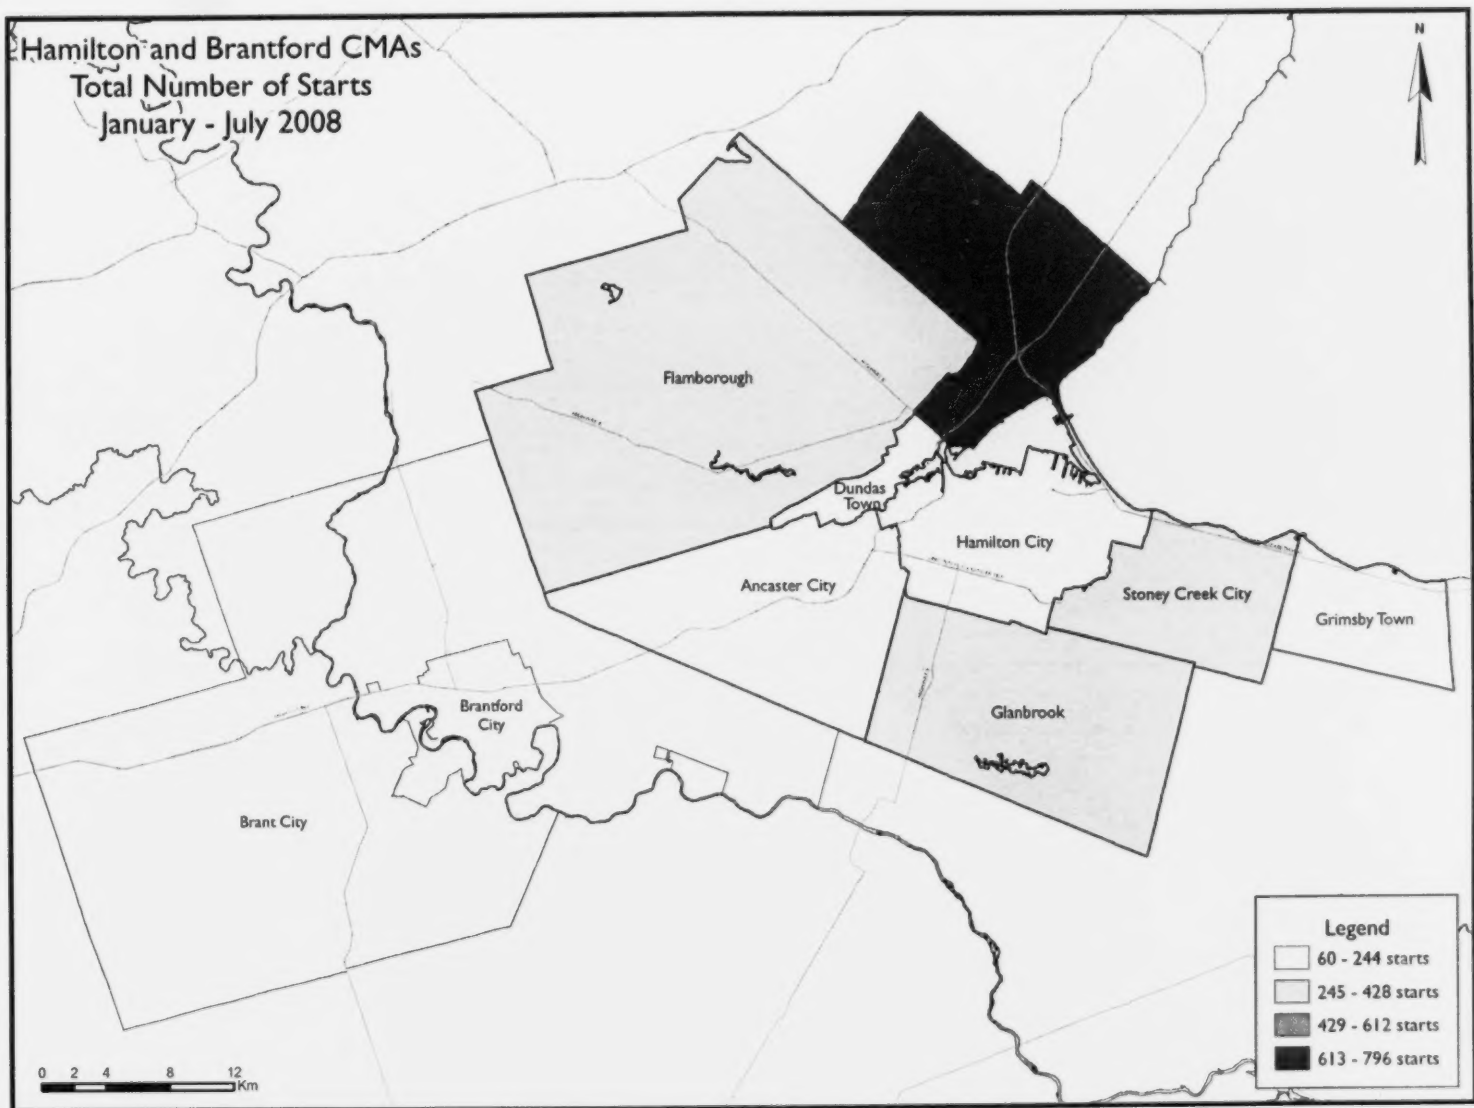 Hamilton and Brantford CMAs
Total Number of Starts
January - July 2008
N
Flamborough
Dundas
Town
Hamilton City
Ancaster City
Stoney Creek City
Grimsby Town
Brantford
City
Glanbrook
Brant City
Legend
60 - 244 starts
245 - 428 starts
429 - 612 starts
613 - 796 starts
0 2 4 8 12
Km